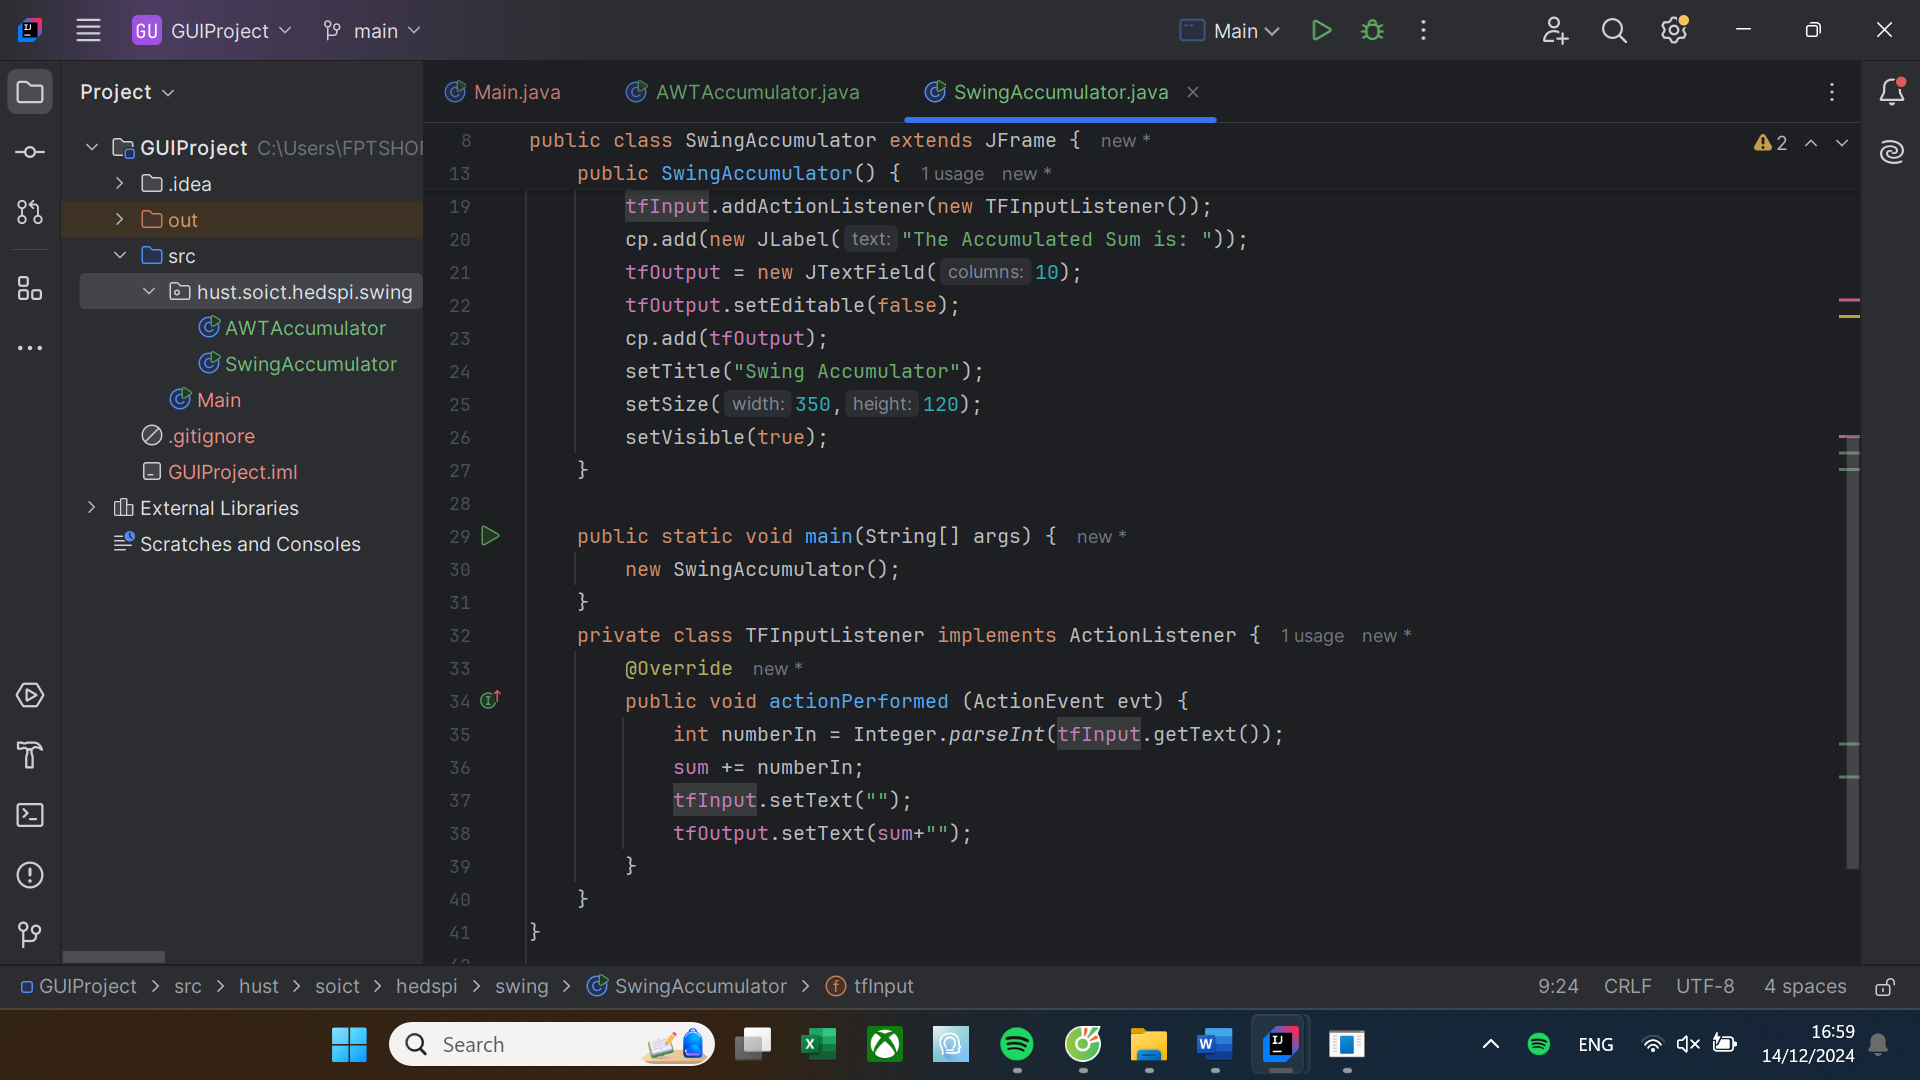 GU GUIProject main Main
Project
Main.java AWTAccumulator.java SwingAccumulator.java
GUIProject C:\Users\FPTSHO
.idea
out
src
hust.soict.hedspi.swing
AWTAccumulator
SwingAccumulator
Main
.gitignore
GUIProject.iml
External Libraries
Scratches and Consoles
8 public class SwingAccumulator extends JFrame { new * 2
13 public SwingAccumulator() { 1 usage new *
19 tfInput.addActionListener(new TFInputListener());
20 cp.add(new JLabel( text: "The Accumulated Sum is: "));
21 tfOutput = new JTextField( columns: 10);
22 tfOutput.setEditable(false);
23 cp.add(tfOutput);
24 setTitle("Swing Accumulator");
25 setSize( width: 350, height: 120);
26 setVisible(true);
27 }
28
29 public static void main(String[] args) { new *
30 new SwingAccumulator();
31 }
32 private class TFInputListener implements ActionListener { 1 usage new *
33 @Override new *
34 public void actionPerformed (ActionEvent evt) {
35 int numberIn = Integer.parseInt(tfInput.getText());
36 sum += numberIn;
37 tfInput.setText("");
38 tfOutput.setText(sum+"");
39 }
40 }
41 }
GUIProject > src > hust > soict > hedspi > swing > SwingAccumulator > tfInput 9:24 CRLF UTF-8 4 spaces
Search ENG 16:59
14/12/2024